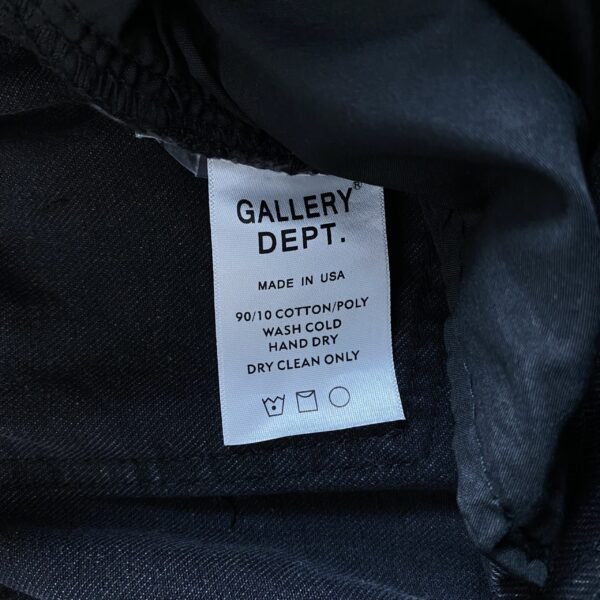 GALLERY®
DEPT.
MADE IN USA
90/10 COTTON/POLY
WASH COLD
HAND DRY
DRY CLEAN ONLY